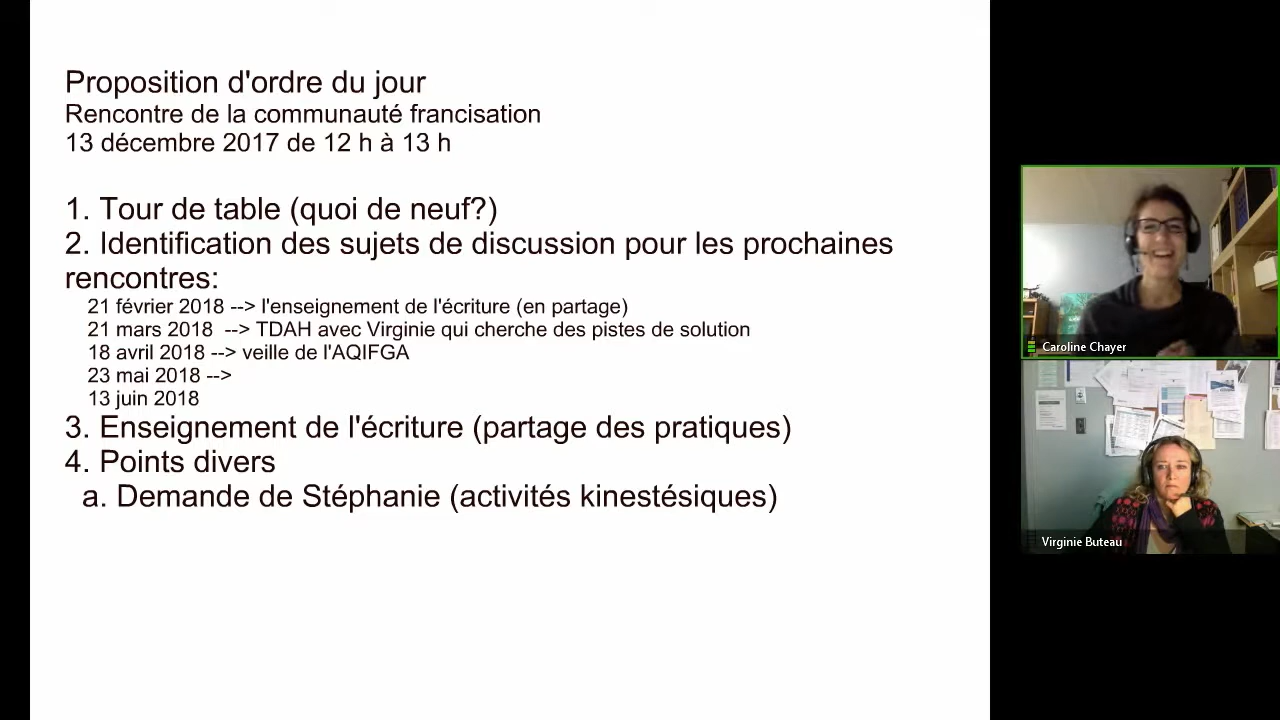 Proposition d'ordre du jour
Rencontre de la communauté francisation
13 décembre 2017 de 12 h à 13 h
1. Tour de table (quoi de neuf?)
2. Identification des sujets de discussion pour les prochaines
rencontres:
21 février 2018 --> l'enseignement de l'écriture (en partage)
21 mars 2018 --> TDAH avec Virginie qui cherche des pistes de solution
18 avril 2018 --> veille de l'AQIFGA
23 mai 2018 -->
13 juin 2018
3. Enseignement de l'écriture (partage des pratiques)
4. Points divers
a. Demande de Stéphanie (activités kinestésiques)
Caroline Chayer
Virginie Buteau